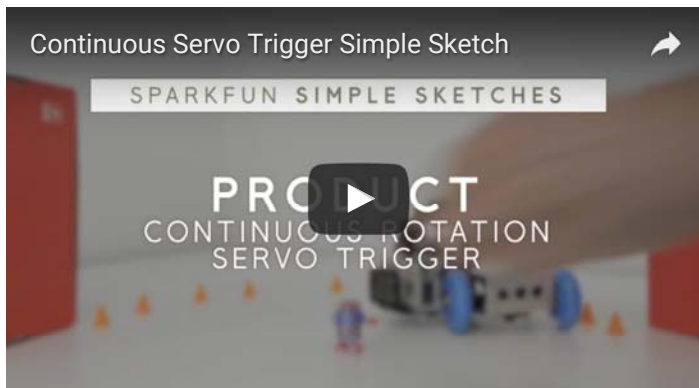 Continuous Servo Trigger Simple Sketch
SPARKFUN SIMPLE SKETCHES
PRODUCT
CONTINUOUS ROTATION
SERVO TRIGGER